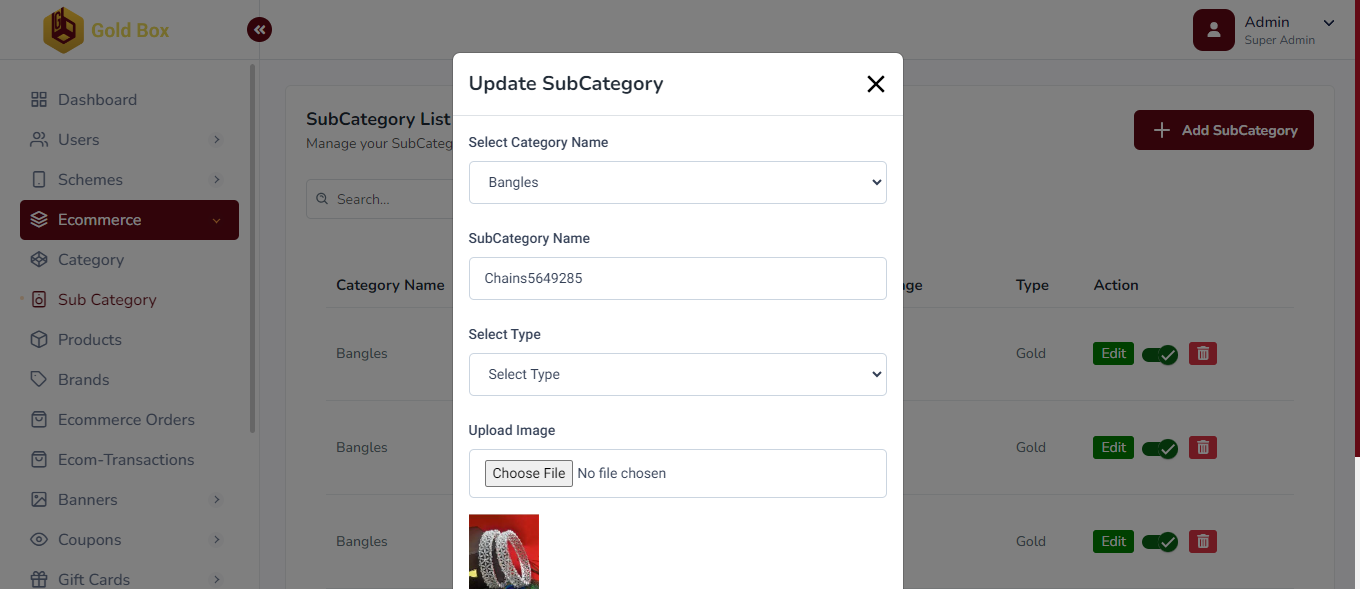 Gold Box
Admin
Super Admin
Dashboard
Users
Schemes
Ecommerce
Category
Sub Category
Products
Brands
Ecommerce Orders
Ecom-Transactions
Banners
Coupons
Gift Cards
SubCategory List
Manage your SubCateg
Add SubCategory
Search...
Category Name
Type
Action
Bangles
Gold
Edit
Bangles
Gold
Edit
Bangles
Gold
Edit
Update SubCategory
Select Category Name
Bangles
SubCategory Name
Chains5649285
Select Type
Select Type
Upload Image
Choose File No file chosen